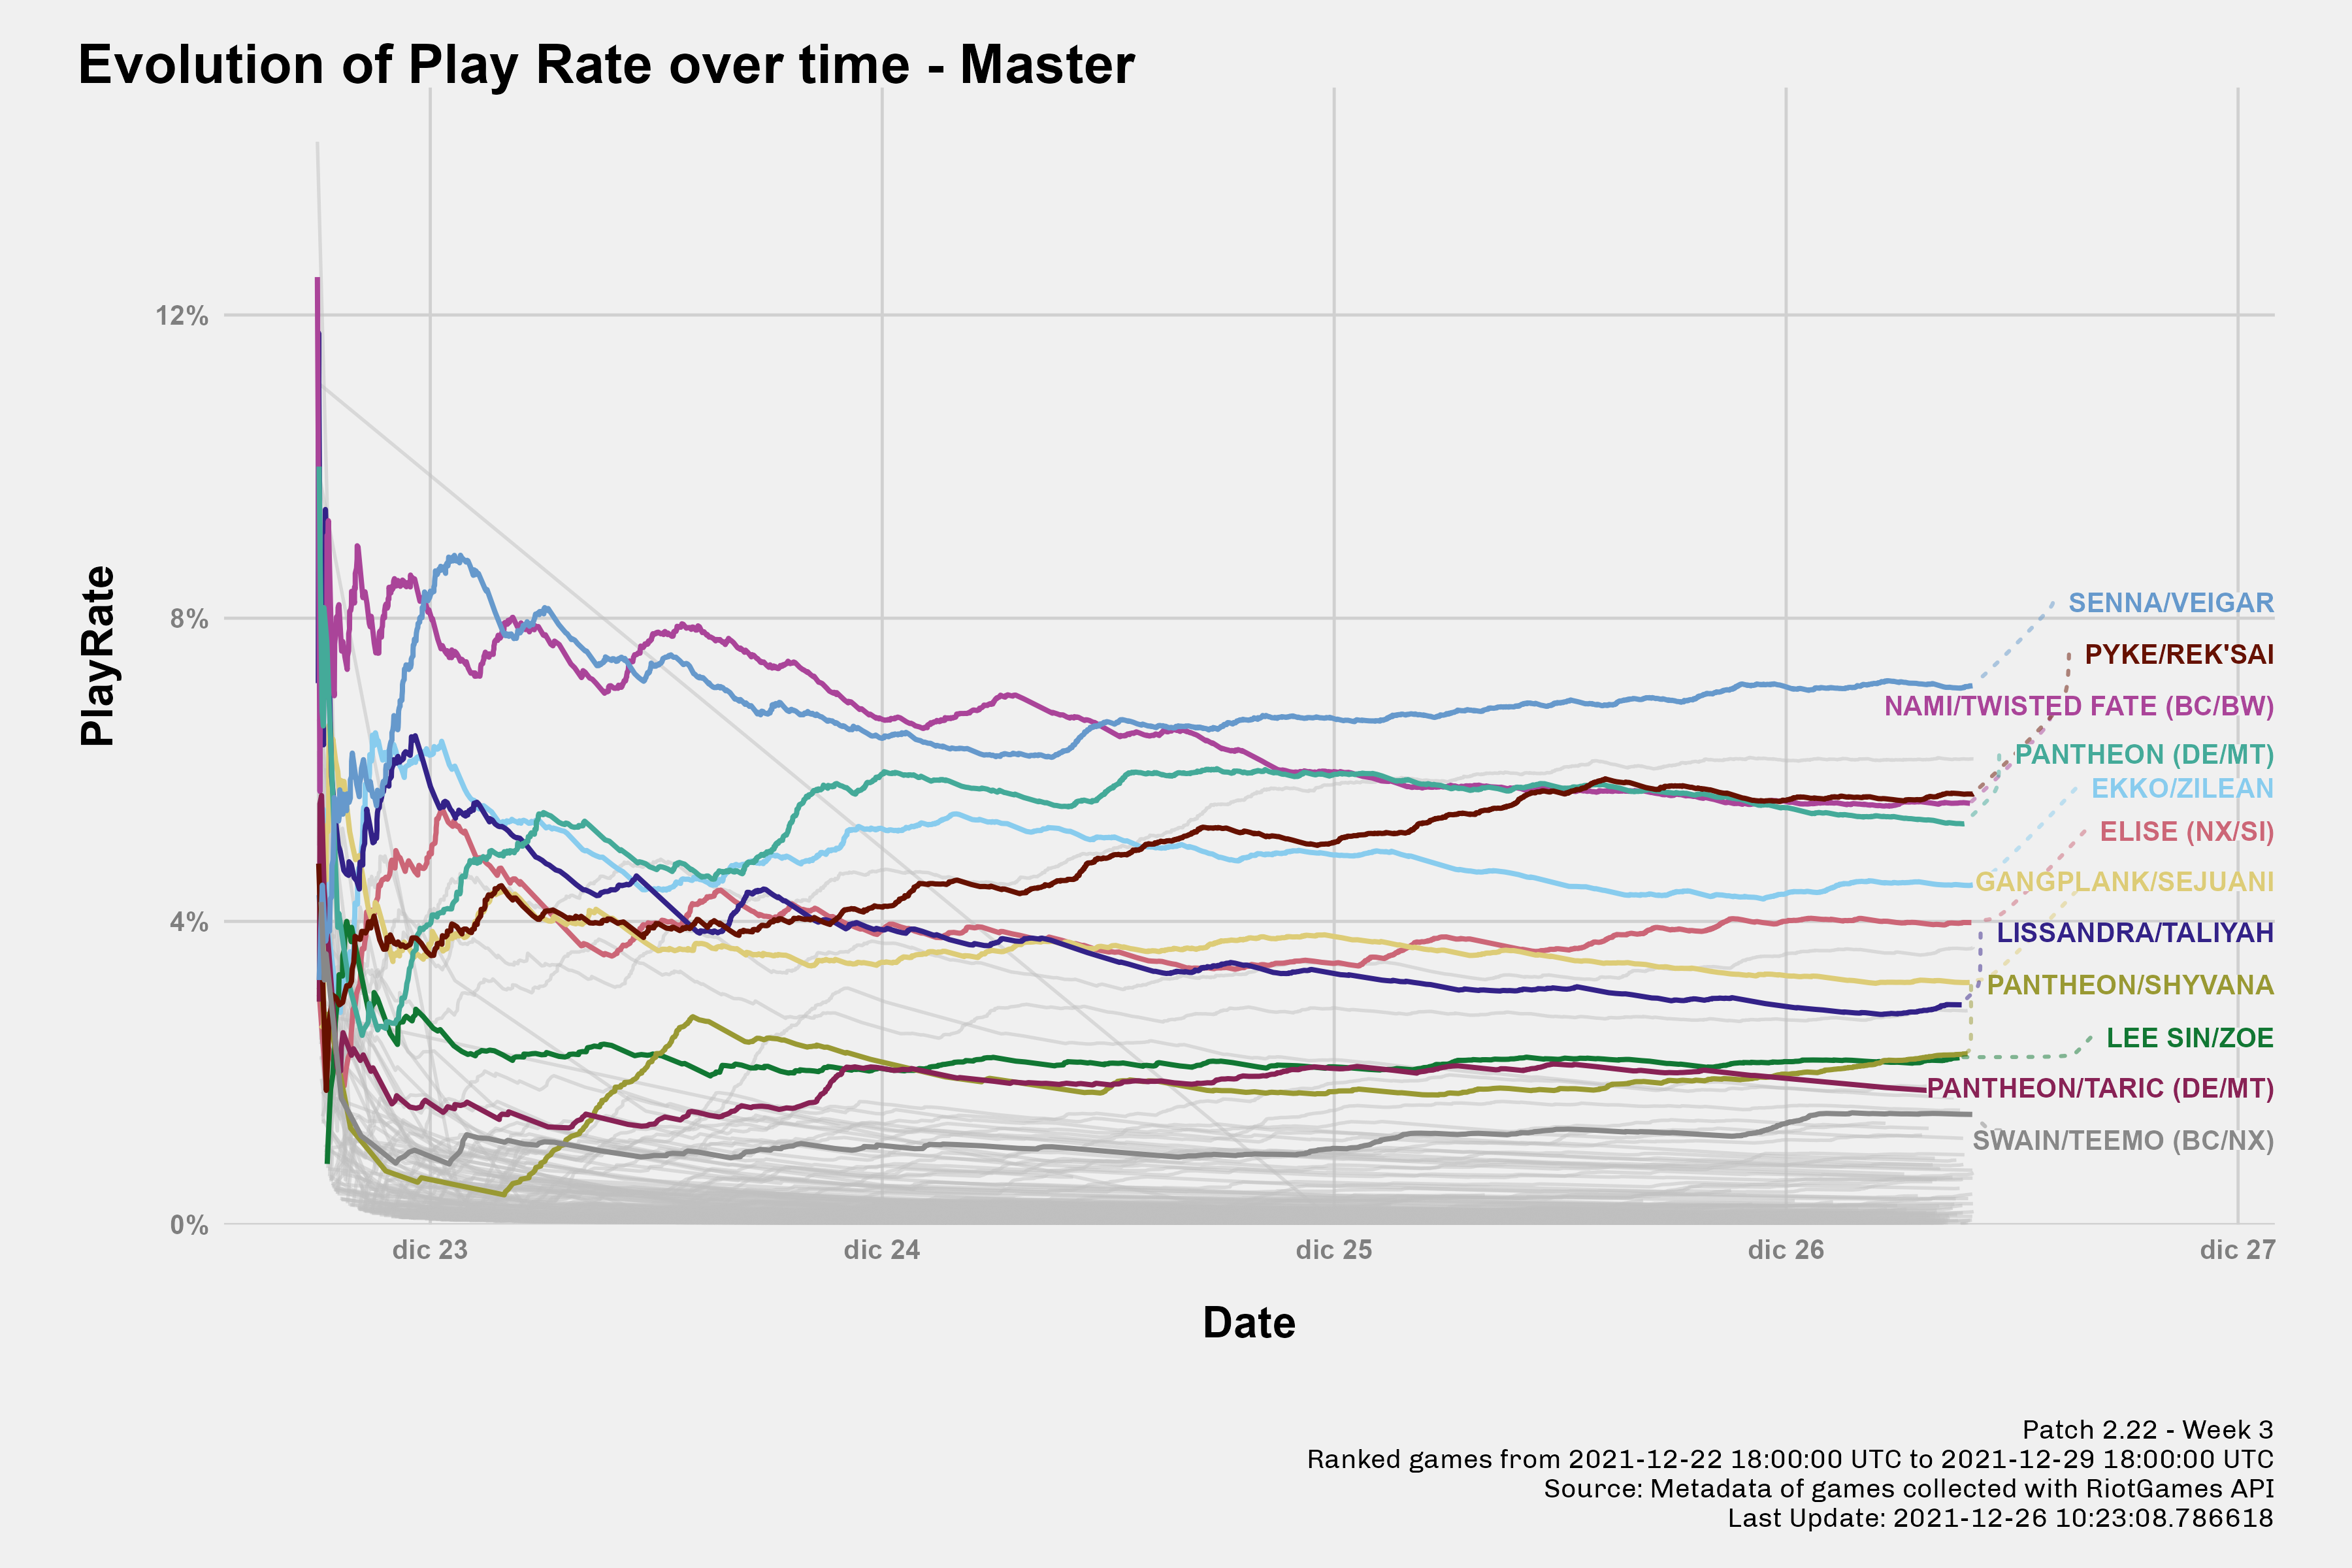 Evolution of Play Rate over time - Master
PlayRate
12%
8%
4%
0%
SENNA/VEIGAR
PYKE/REK'SAI
NAMI/TWISTED FATE (BC/BW)
PANTHEON (DE/MT)
EKKO/ZILEAN
ELISE (NX/SI)
GANGPLANK/SEJUANI
LISSANDRA/TALIYAH
PANTHEON/SHYVANA
LEE SIN/ZOE
PANTHEON/TARIC (DE/MT)
SWAIN/TEEMO (BC/NX)
dic 23
dic 24
dic 25
dic 26
dic 27
Date
Patch 2.22 - Week 3
Ranked games from 2021-12-22 18:00:00 UTC to 2021-12-29 18:00:00 UTC
Source: Metadata of games collected with RiotGames API
Last Update: 2021-12-26 10:23:08.786618